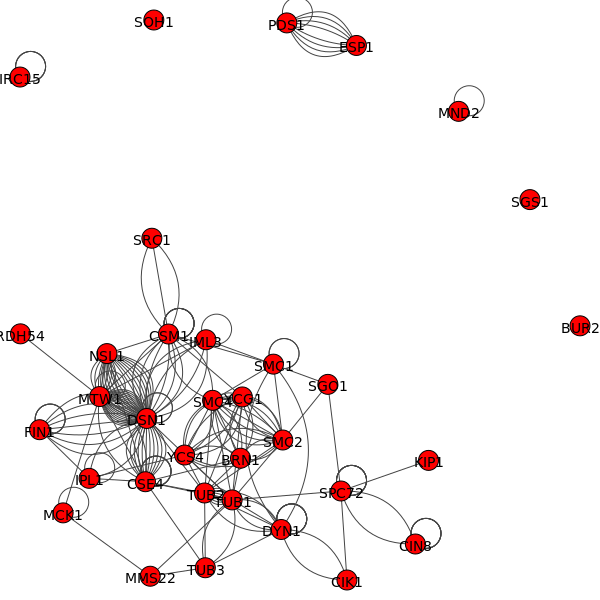 SOH1
PDS1
ESP1
IRC15
MND2
SGS1
SRC1
BUR2
RDH54
CSM1
IML3
NSL1
SMC1
SGO1
MTW1
SMC4
YCG1
DSN1
FIN1
SMC2
YCS4
BRN1
KIP1
IPL1
CSE4
TUB2
TUB1
SPC72
MCK1
DYN1
CIN8
TUB3
MMS22
CIK1